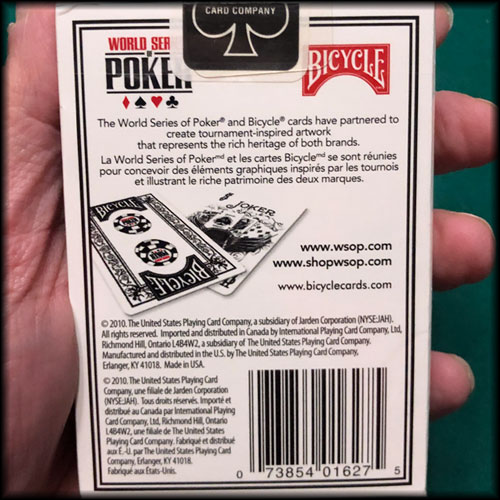 CARD COMPANY
WORLD SER
OF
POKER
BICYCLE
The World Series of Poker® and Bicycle® cards have partnered to
create tournament-inspired artwork
that represents the rich heritage of both brands.
La World Series of Pokerᵐᵈ et les cartes Bicycleᵐᵈ se sont réunies
pour concevoir des éléments graphiques inspirés par les tournois
et illustrant le riche patrimoine des deux marques.
BICYCLE
BICYCLE
JOKER
www.wsop.com
www.shopwsop.com
www.bicyclecards.com
© 2010. The United States Playing Card Company, a subsidiary of Jarden Corporation (NYSE:JAH).
All rights reserved. Imported and distributed in Canada by International Playing Card Company, Ltd,
Richmond Hill, Ontario L4B4W2, a subsidiary of The United States Playing Card Company.
Manufactured and distributed in the U.S. by The United States Playing Card Company,
Erlanger, KY 41018. Made in USA.
© 2010. The United States Playing Card
Company, une filiale de Jarden Corporation
(NYSE:JAH). Tous droits réservés. Importé et
distribué au Canada par International Playing
Card Company, Ltd, Richmond Hill, Ontario
L4B4W2, une filiale de The United States
Playing Card Company. Fabriqué et distribué
aux É.-U. par The United States Playing Card
Company, Erlanger, KY 41018.
Fabriqué aux États-Unis.
0 73854 01627 5